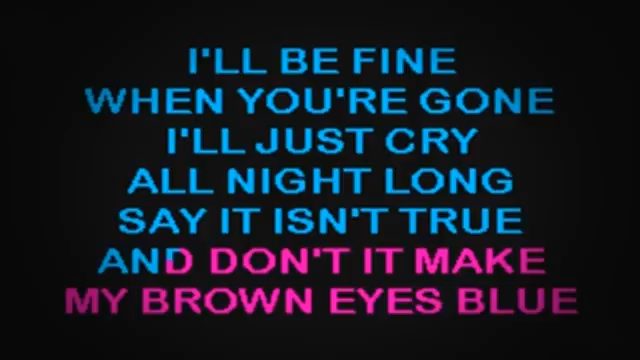 I'LL BE FINE
WHEN YOU'RE GONE
I'LL JUST CRY
ALL NIGHT LONG
SAY IT ISN'T TRUE
AND DON'T IT MAKE
MY BROWN EYES BLUE